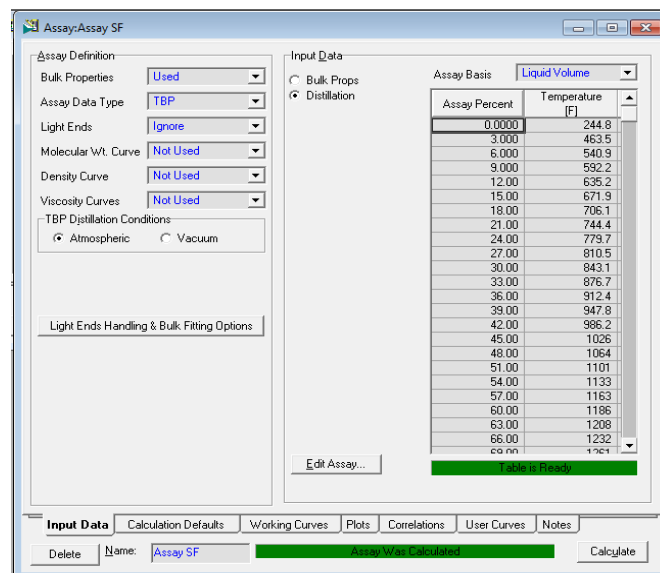 Assay:Assay SF
Assay Definition
Bulk Properties Used
Assay Data Type TBP
Light Ends Ignore
Molecular Wt. Curve Not Used
Density Curve Not Used
Viscosity Curves Not Used
TBP Distillation Conditions
Atmospheric Vacuum
Light Ends Handling & Bulk Fitting Options
Input Data
Bulk Props
Distillation
Assay Basis Liquid Volume
Assay Percent Temperature
[F]
0.0000 244.8
3.000 463.5
6.000 540.9
9.000 592.2
12.00 635.2
15.00 671.9
18.00 706.1
21.00 744.4
24.00 779.7
27.00 810.5
30.00 843.1
33.00 876.7
36.00 912.4
39.00 947.8
42.00 986.2
45.00 1026
48.00 1064
51.00 1101
54.00 1133
57.00 1163
60.00 1186
63.00 1208
66.00 1232
69.00 1261
Edit Assay...
Table is Ready
Input Data Calculation Defaults Working Curves Plots Correlations User Curves Notes
Delete Name: Assay SF Assay Was Calculated Calculate